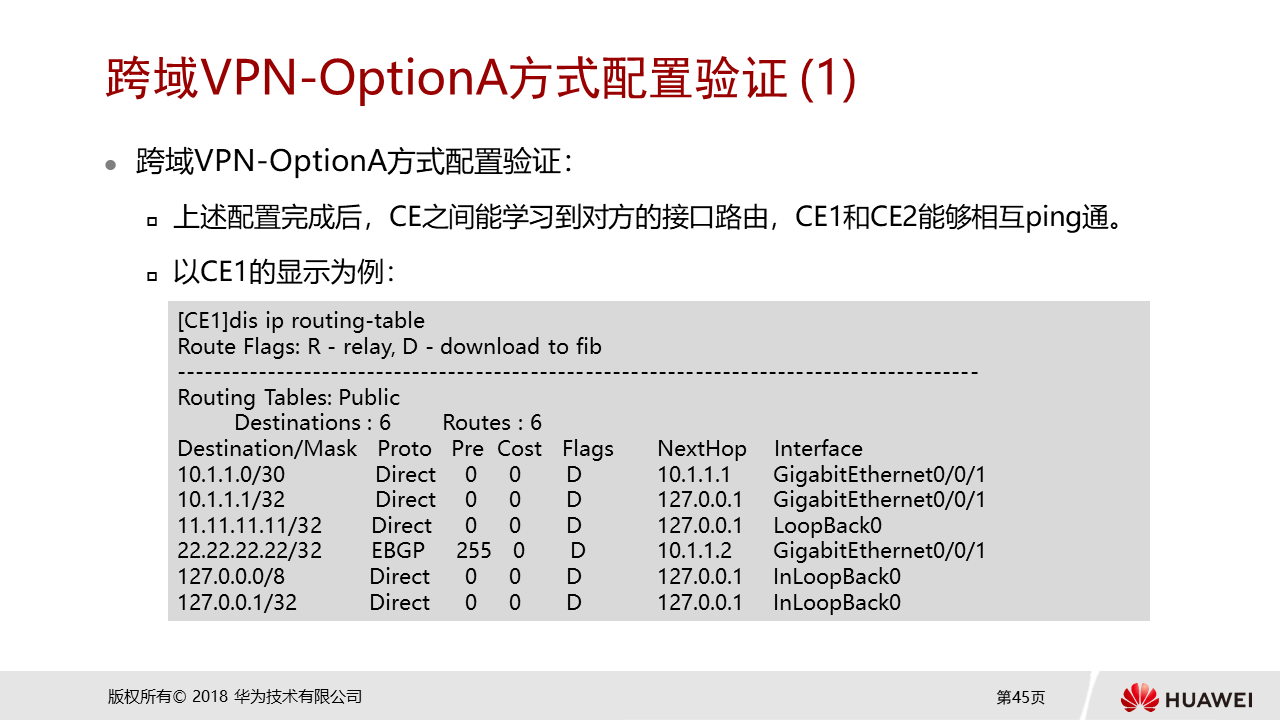 跨域VPN-OptionA方式配置验证 (1)
跨域VPN-OptionA方式配置验证：
上述配置完成后，CE之间能学习到对方的接口路由，CE1和CE2能够相互ping通。
以CE1的显示为例：
[CE1]dis ip routing-table
Route Flags: R - relay, D - download to fib
----------------------------------------------------------------------------------------
Routing Tables: Public
Destinations : 6 Routes : 6
Destination/Mask Proto Pre Cost Flags NextHop Interface
10.1.1.0/30 Direct 0 0 D 10.1.1.1 GigabitEthernet0/0/1
10.1.1.1/32 Direct 0 0 D 127.0.0.1 GigabitEthernet0/0/1
11.11.11.11/32 Direct 0 0 D 127.0.0.1 LoopBack0
22.22.22.22/32 EBGP 255 0 D 10.1.1.2 GigabitEthernet0/0/1
127.0.0.0/8 Direct 0 0 D 127.0.0.1 InLoopBack0
127.0.0.1/32 Direct 0 0 D 127.0.0.1 InLoopBack0
版权所有© 2018 华为技术有限公司
第45页
HUAWEI